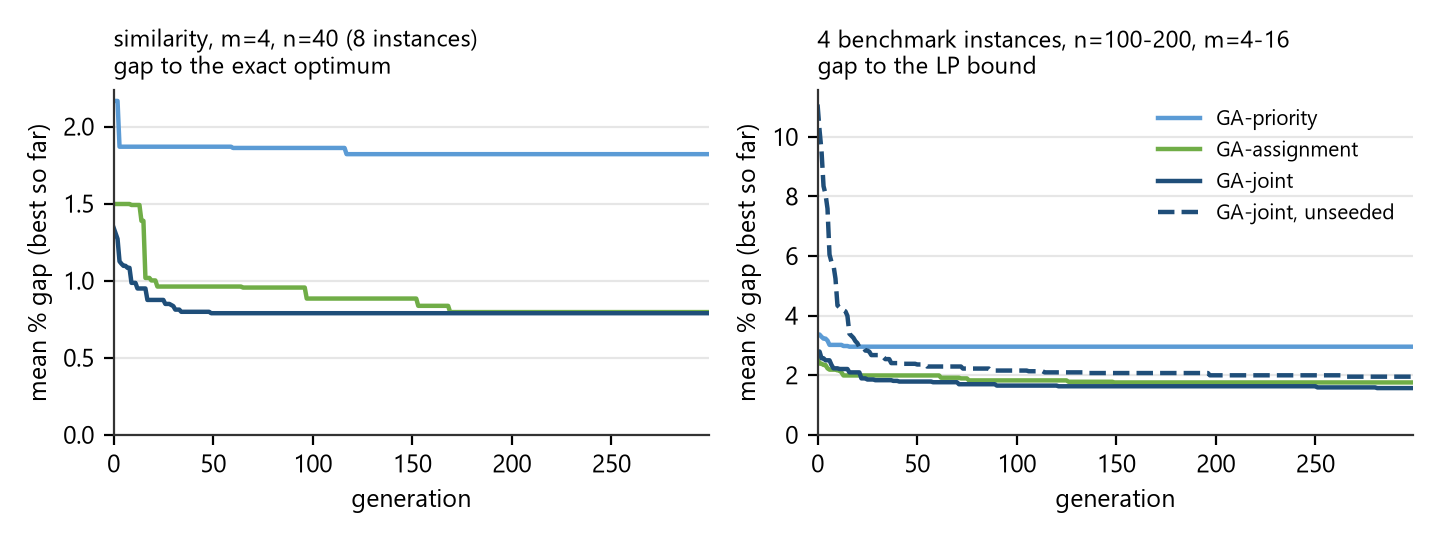 similarity, m=4, n=40 (8 instances)
gap to the exact optimum
mean % gap (best so far)
2.0
1.5
1.0
0.5
0.0
0
50
100
150
200
250
generation
4 benchmark instances, n=100-200, m=4-16
gap to the LP bound
mean % gap (best so far)
10
8
6
4
2
0
GA-priority
GA-assignment
GA-joint
GA-joint, unseeded
0
50
100
150
200
250
generation